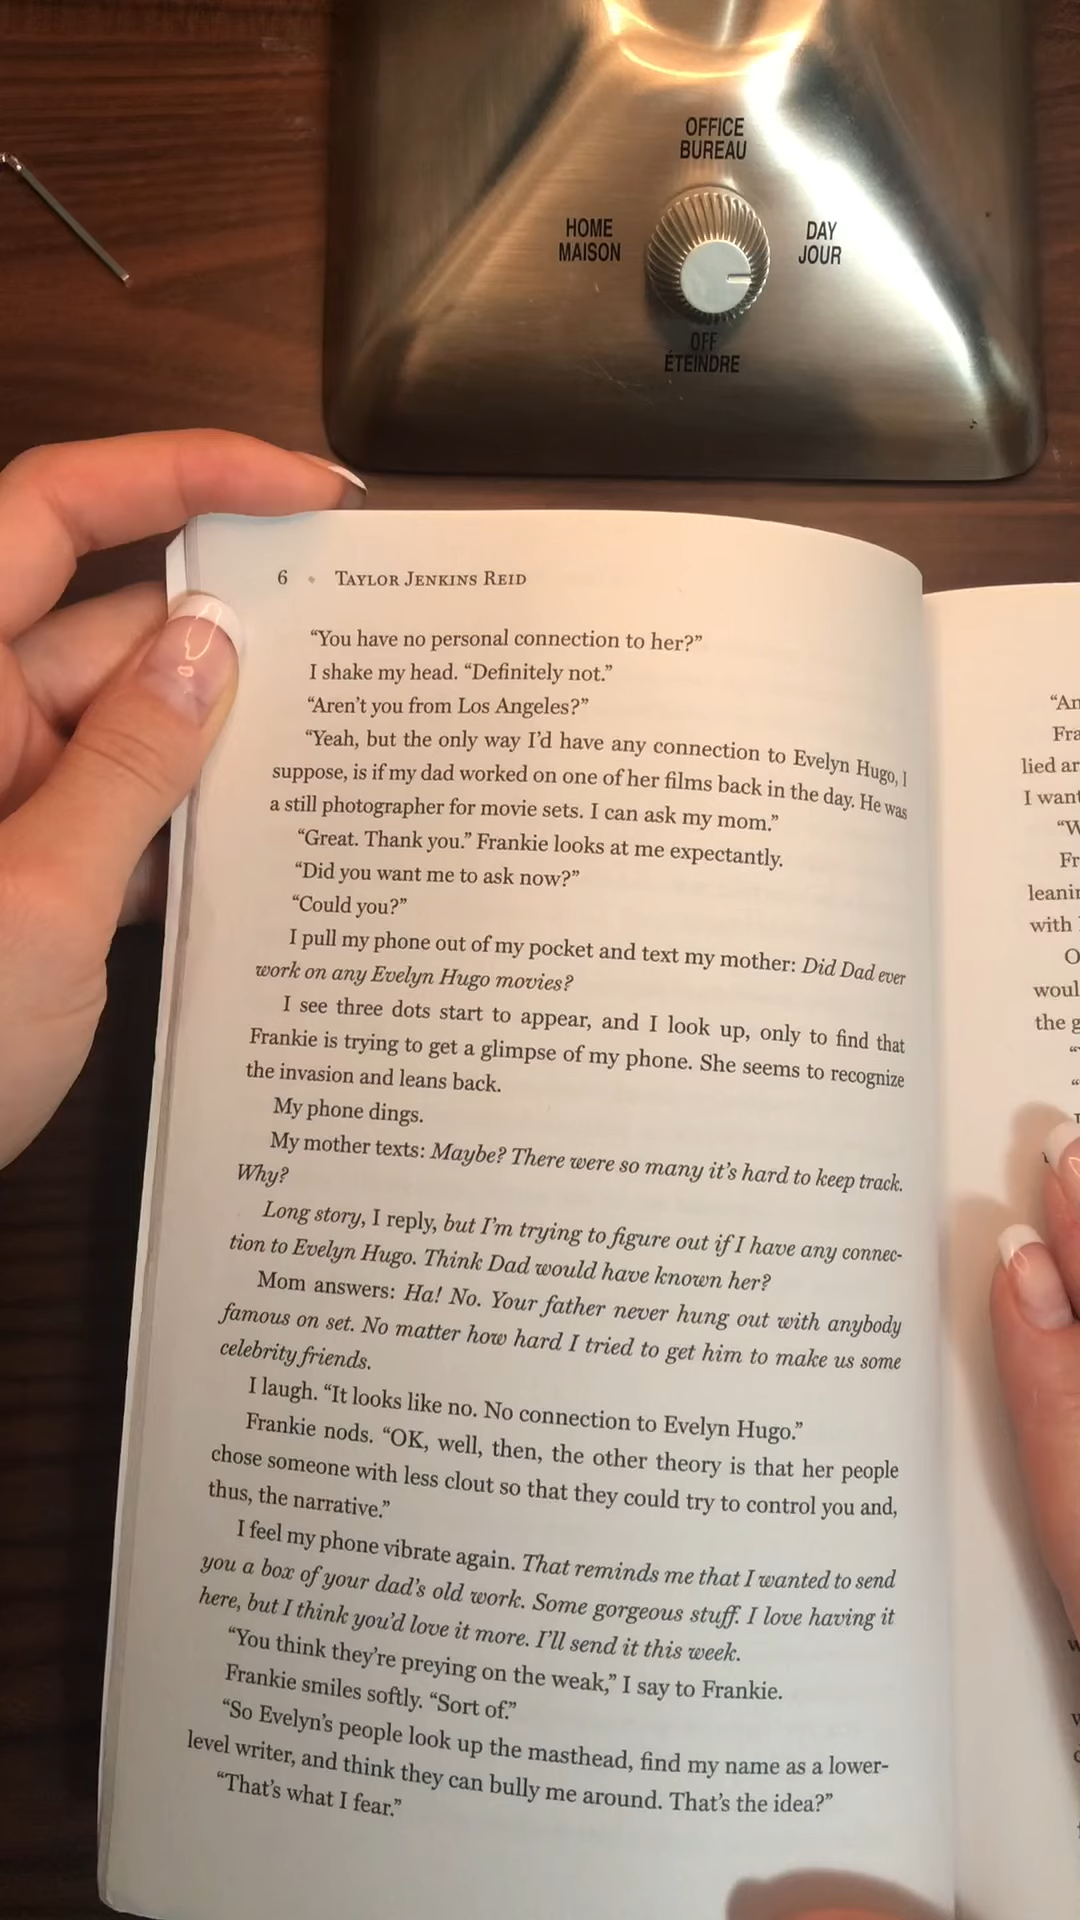 OFFICE
BUREAU
HOME
MAISON
DAY
JOUR
OFF
ÉTEINDRE
6 • TAYLOR JENKINS REID
“You have no personal connection to her?”
I shake my head. “Definitely not.”
“Aren’t you from Los Angeles?”
“Yeah, but the only way I’d have any connection to Evelyn Hugo, I
suppose, is if my dad worked on one of her films back in the day. He was
a still photographer for movie sets. I can ask my mom.”
“Great. Thank you.” Frankie looks at me expectantly.
“Did you want me to ask now?”
“Could you?”
I pull my phone out of my pocket and text my mother: Did Dad ever
work on any Evelyn Hugo movies?
I see three dots start to appear, and I look up, only to find that
Frankie is trying to get a glimpse of my phone. She seems to recognize
the invasion and leans back.
My phone dings.
My mother texts: Maybe? There were so many it’s hard to keep track.
Why?
Long story, I reply, but I’m trying to figure out if I have any connec-
tion to Evelyn Hugo. Think Dad would have known her?
Mom answers: Ha! No. Your father never hung out with anybody
famous on set. No matter how hard I tried to get him to make us some
celebrity friends.
I laugh. “It looks like no. No connection to Evelyn Hugo.”
Frankie nods. “OK, well, then, the other theory is that her people
chose someone with less clout so that they could try to control you and,
thus, the narrative.”
I feel my phone vibrate again. That reminds me that I wanted to send
you a box of your dad’s old work. Some gorgeous stuff. I love having it
here, but I think you’d love it more. I’ll send it this week.
“You think they’re preying on the weak,” I say to Frankie.
Frankie smiles softly. “Sort of.”
“So Evelyn’s people look up the masthead, find my name as a lower-
level writer, and think they can bully me around. That’s the idea?”
“That’s what I fear.”
lied
I want
with
the